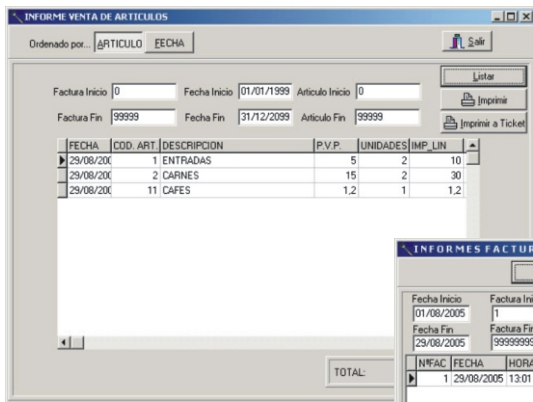 INFORME VENTA DE ARTICULOS
Ordenado por... ARTICULO FECHA Salir
Listar
Factura Inicio 0 Fecha Inicio 01/01/1999 Articulo Inicio 0
Imprimir
Factura Fin 99999 Fecha Fin 31/12/2099 Articulo Fin 99999
Imprimir a Ticket
FECHA COD. ART. DESCRIPCION P.V.P. UNIDADES IMP_LIN
29/08/200 1 ENTRADAS 5 2 10
29/08/200 2 CARNES 15 2 30
29/08/200 11 CAFES 1,2 1 1,2
TOTAL:
INFORMES FACTUR
Fecha Inicio Factura Ini
01/08/2005 1
Fecha Fin Factura Fin
29/08/2005 99999999
NºFAC FECHA HORA
1 29/08/2005 13:01